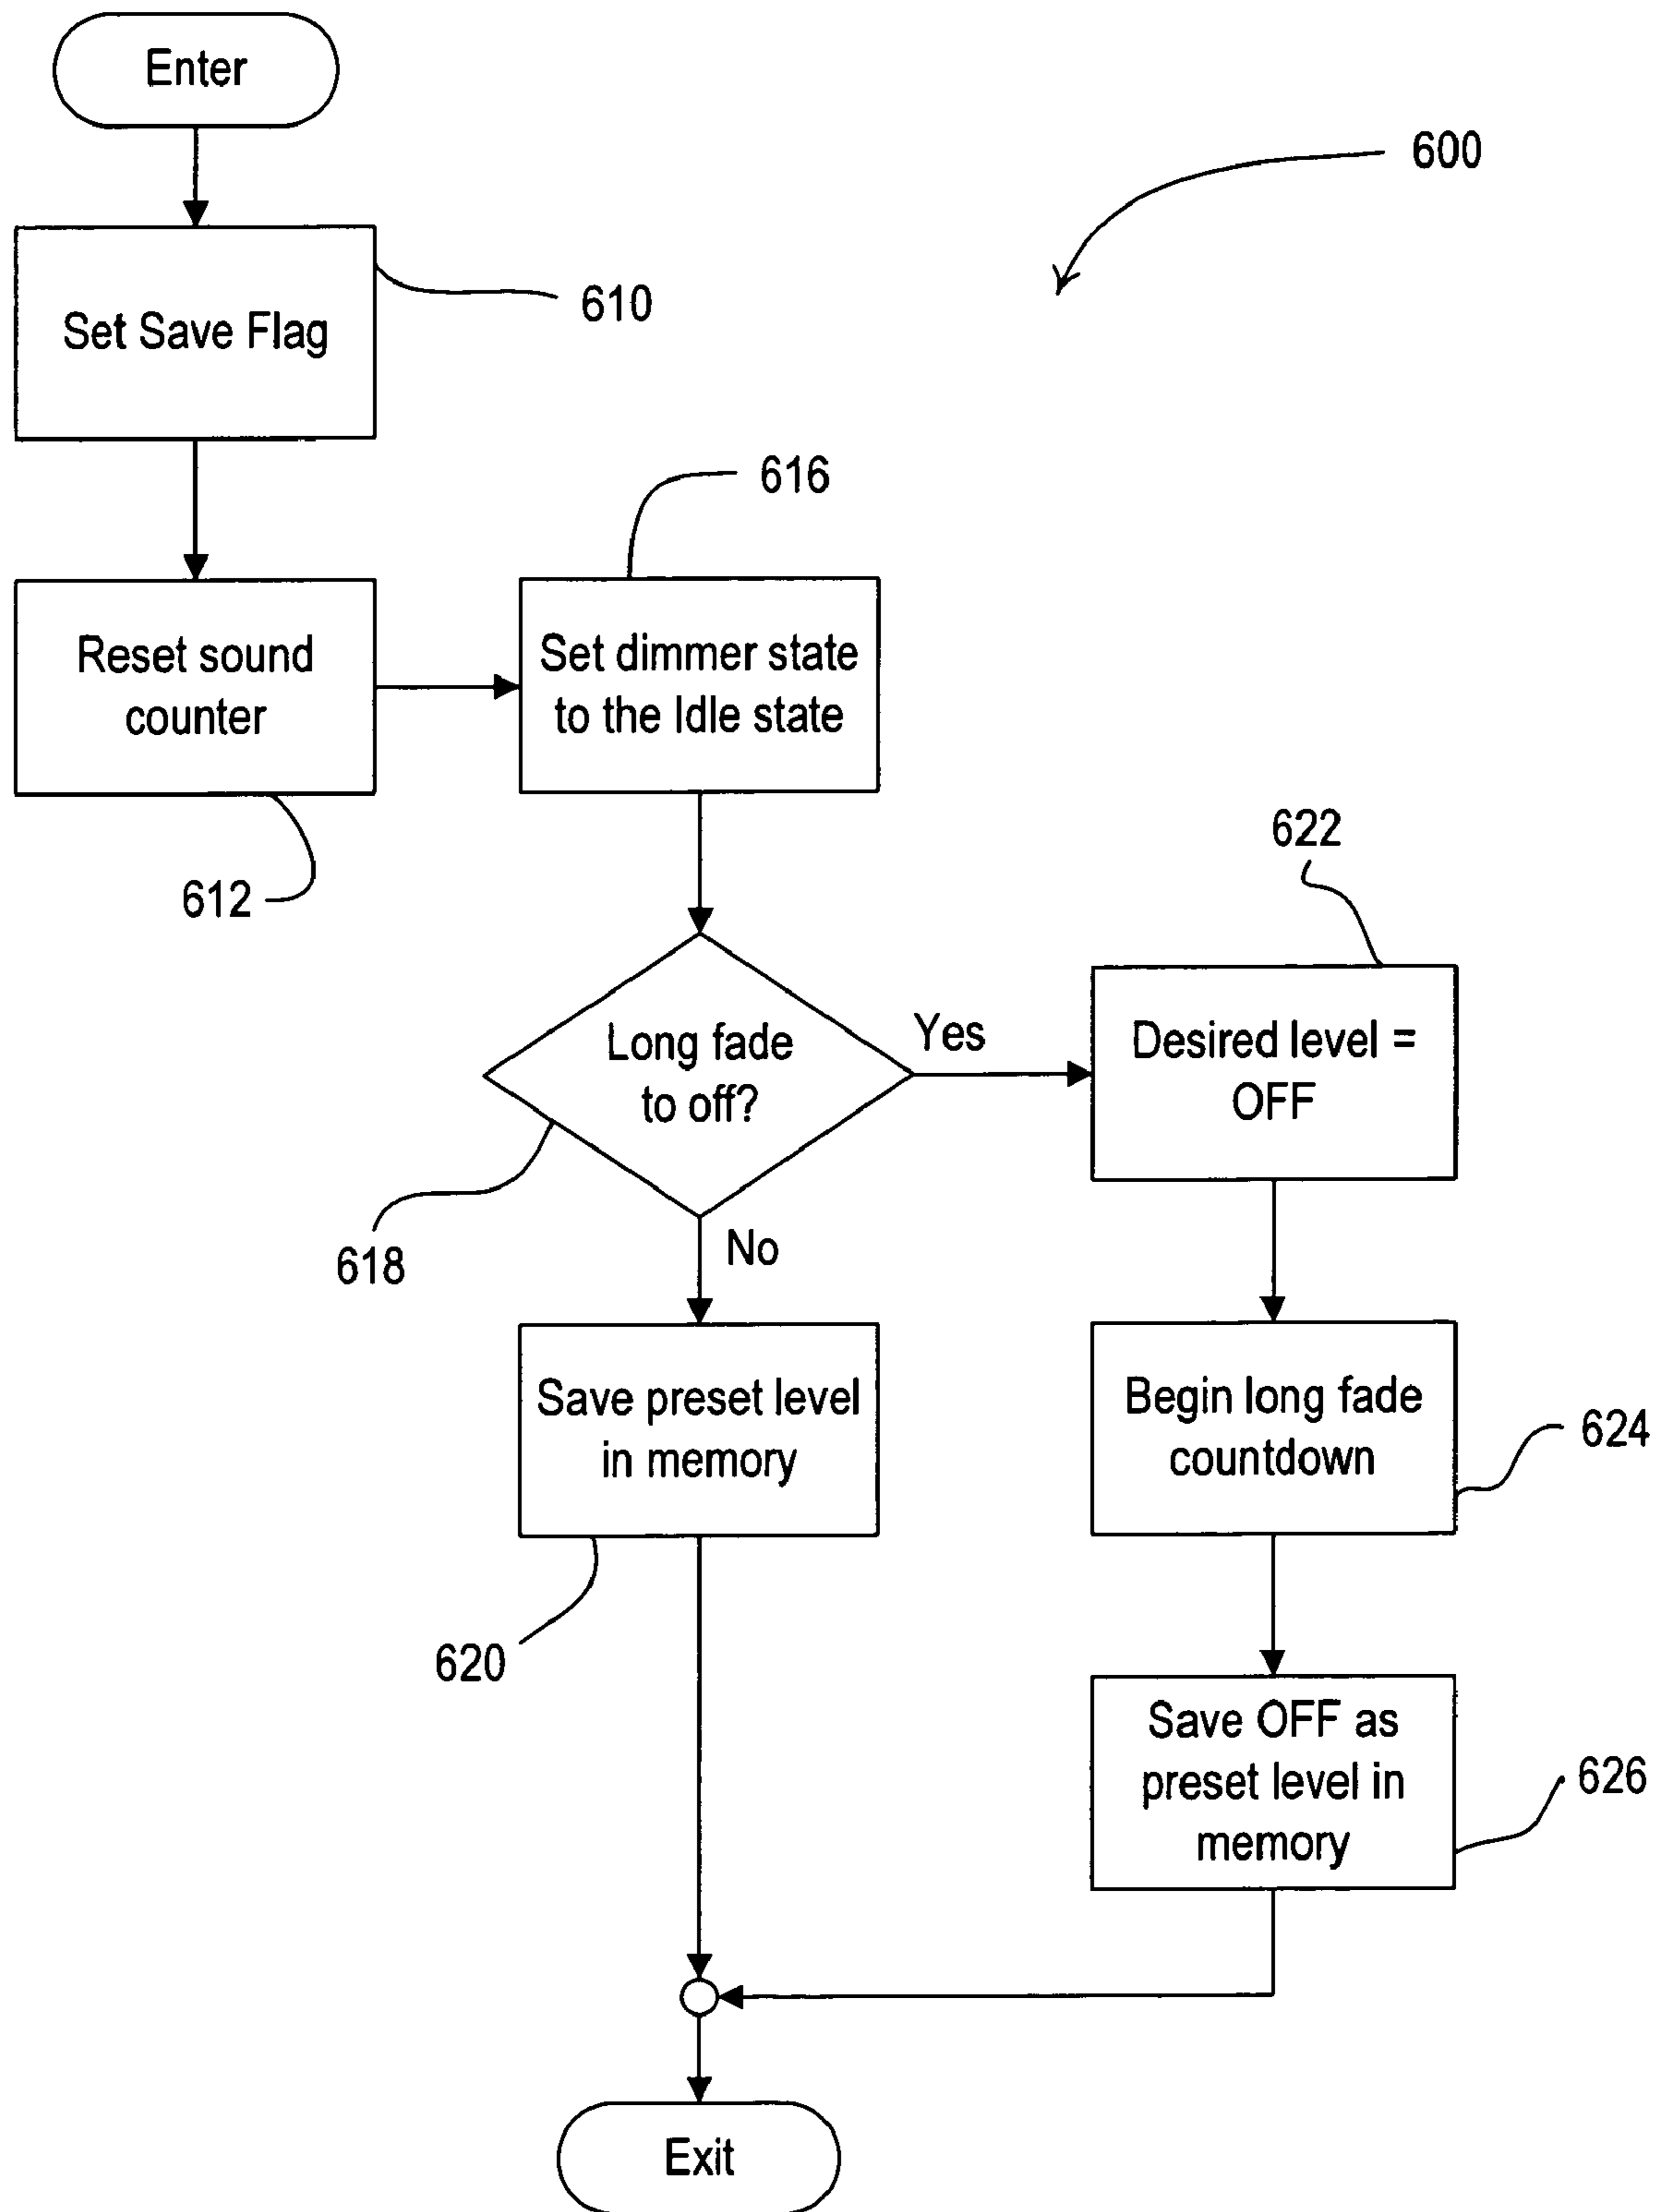 Enter
600
Set Save Flag
610
616
Reset sound
counter
612
Set dimmer state
to the Idle state
622
Long fade
to off?
Yes
618
No
Desired level =
OFF
Save preset level
in memory
620
Begin long fade
countdown
624
Save OFF as
preset level in
memory
626
Exit